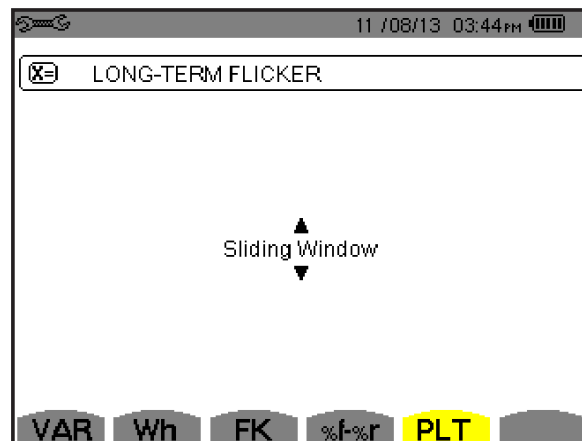 11 /08/13 03:44PM
X= LONG-TERM FLICKER
Sliding Window
VAR Wh FK %f-%r PLT